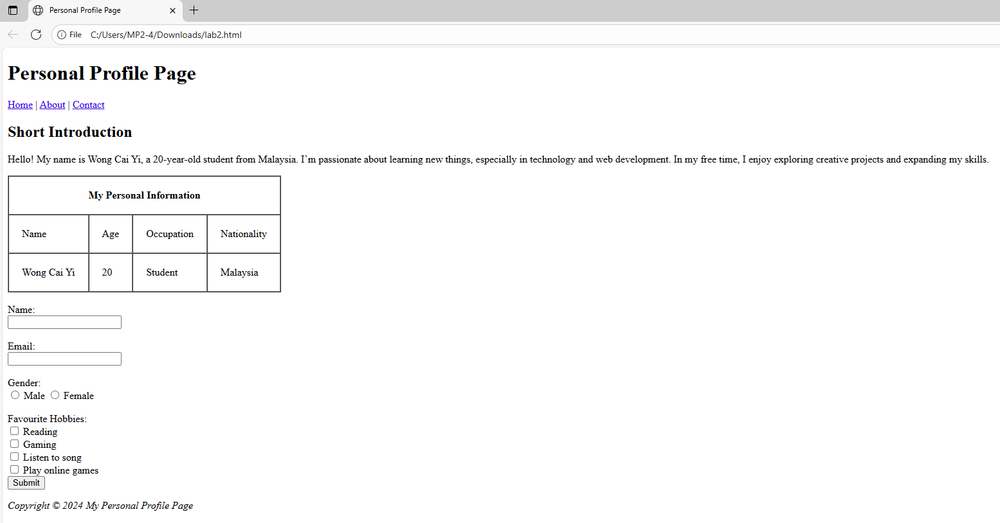 Personal Profile Page
File C:/Users/MP2-4/Downloads/lab2.html
Personal Profile Page
Home | About | Contact
Short Introduction
Hello! My name is Wong Cai Yi, a 20-year-old student from Malaysia. I’m passionate about learning new things, especially in technology and web development. In my free time, I enjoy exploring creative projects and expanding my skills.
My Personal Information
Name Age Occupation Nationality
Wong Cai Yi 20 Student Malaysia
Name:
Email:
Gender:
Male Female
Favourite Hobbies:
Reading
Gaming
Listen to song
Play online games
Submit
Copyright © 2024 My Personal Profile Page